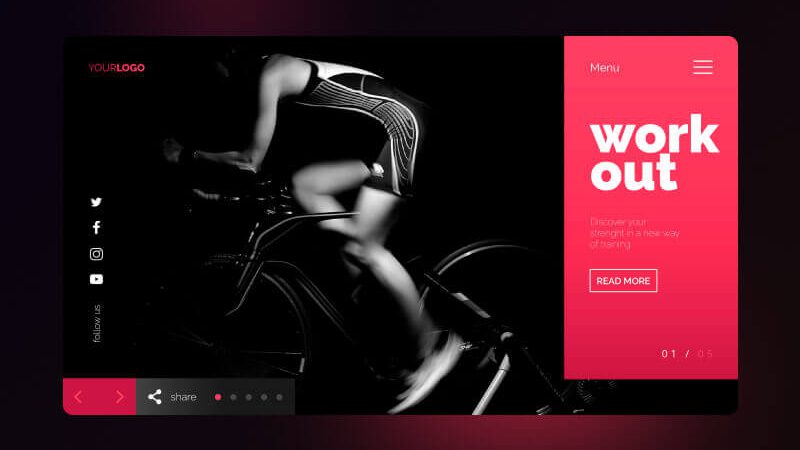 YOURLOGO
Menu
work
out
Discover your
strenght in a new way
of training
READ MORE
01 / 05
follow us
share